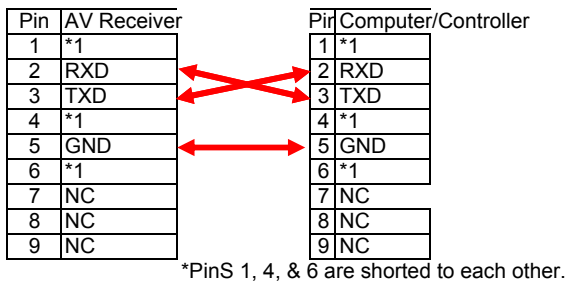 Pin AV Receiver Pin Computer/Controller
1 *1 1 *1
2 RXD 2 RXD
3 TXD 3 TXD
4 *1 4 *1
5 GND 5 GND
6 *1 6 *1
7 NC 7 NC
8 NC 8 NC
9 NC 9 NC
*PinS 1, 4, & 6 are shorted to each other.